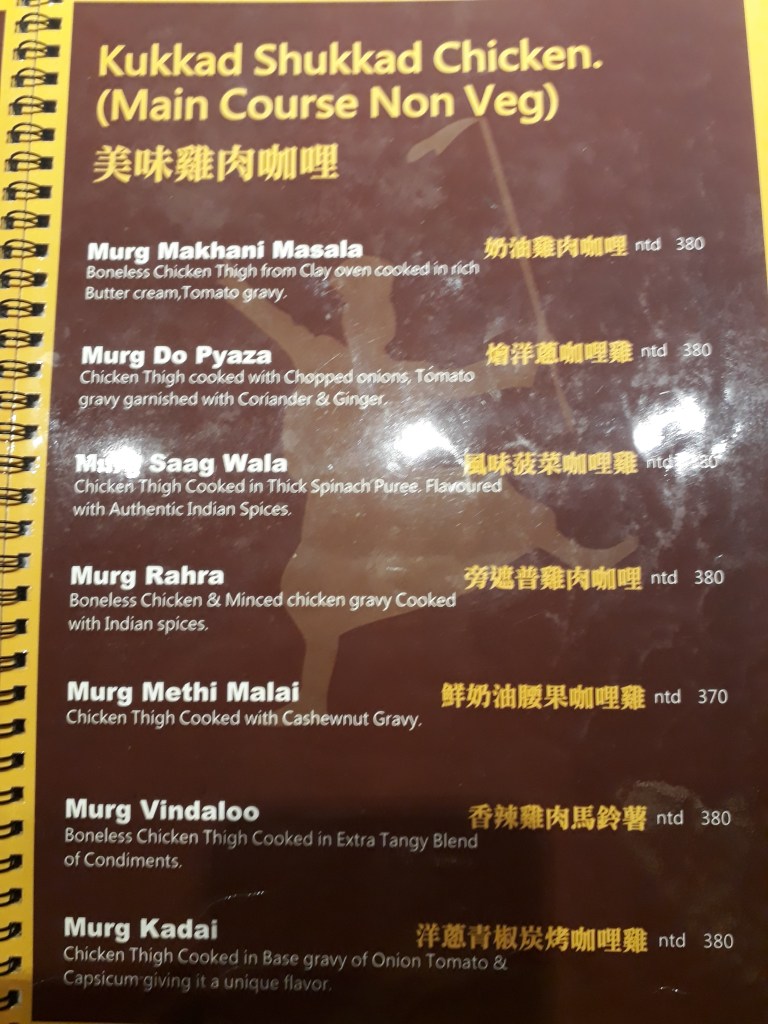 Kukkad Shukkad Chicken.
(Main Course Non Veg)
美味雞肉咖哩
Murg Makhani Masala 奶油雞肉咖哩 ntd 380
Boneless Chicken Thigh from Clay oven cooked in rich
Butter cream,Tomato gravy.
Murg Do Pyaza 燴洋蔥咖哩雞 ntd 380
Chicken Thigh cooked with Chopped onions, Tomato
gravy garnished with Coriander & Ginger.
Murg Saag Wala 風味菠菜咖哩雞 ntd
Chicken Thigh Cooked in Thick Spinach Puree. Flavoured
with Authentic Indian Spices.
Murg Rahra 旁遮普雞肉咖哩 ntd 380
Boneless Chicken & Minced chicken gravy Cooked
with Indian spices.
Murg Methi Malai 鮮奶油腰果咖哩雞 ntd 370
Chicken Thigh Cooked with Cashewnut Gravy.
Murg Vindaloo 香辣雞肉馬鈴薯 ntd 380
Boneless Chicken Thigh Cooked in Extra Tangy Blend
of Condiments.
Murg Kadai 洋蔥青椒炭烤咖哩雞 ntd 380
Chicken Thigh Cooked in Base gravy of Onion Tomato &
Capsicum giving it a unique flavor.